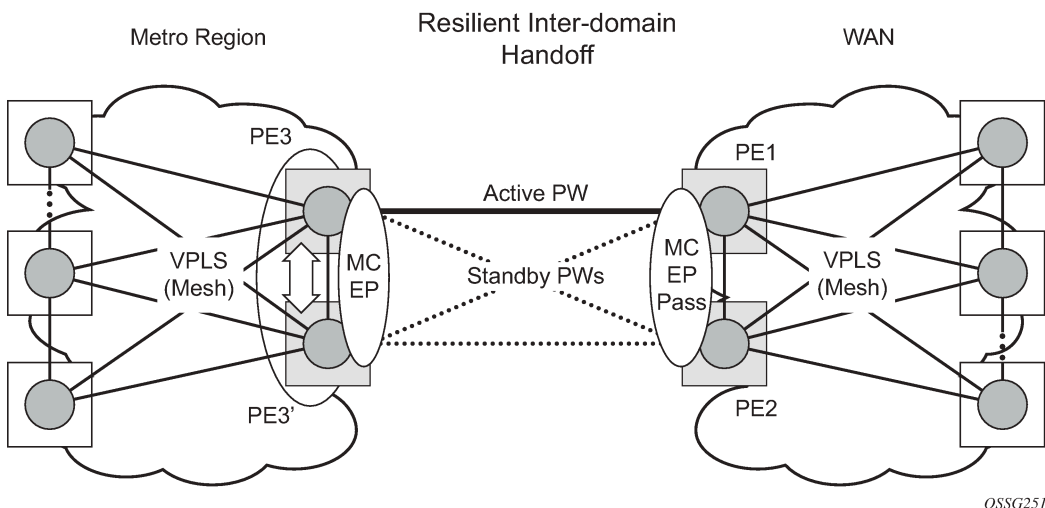 Resilient Inter-domain
Handoff
Metro Region
WAN
PE3
PE1
Active PW
VPLS
(Mesh)
MC
EP
Standby PWs
MC
EP
Pass
VPLS
(Mesh)
PE3’
PE2
OSSG251